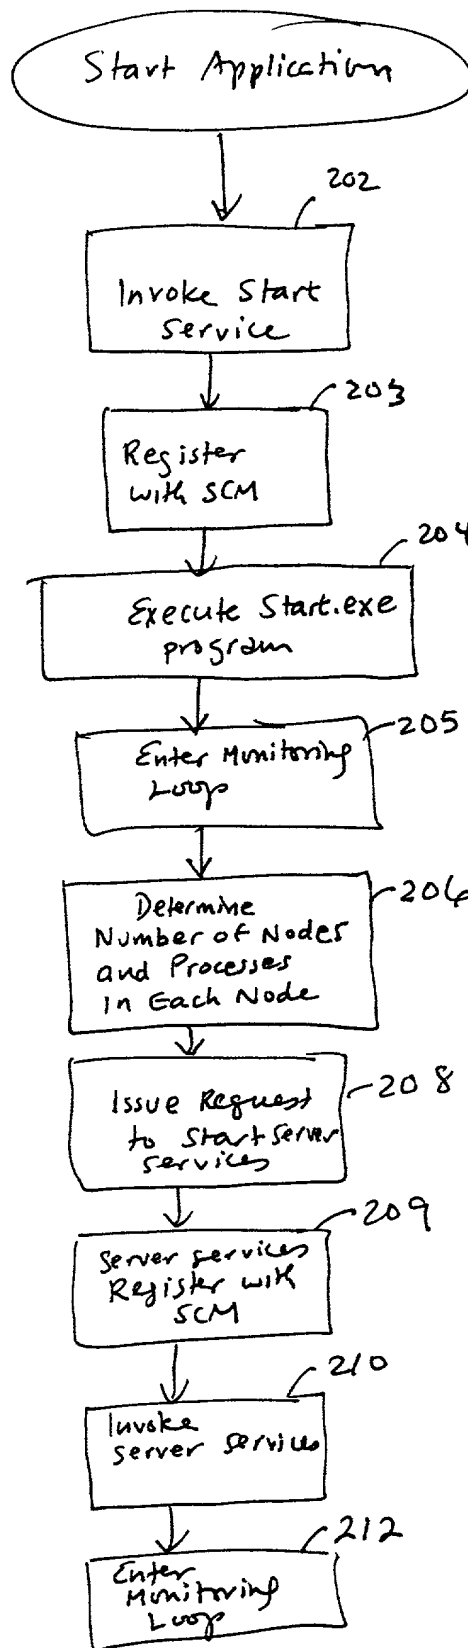 Start Application
202
Invoke Start
Service
203
Register
with SCM
204
Execute Start.exe
program
205
Enter Monitoring
Loop
206
Determine
Number of Nodes
and Processes
In Each Node
208
Issue Request
to Start Server
Services
209
Server services
Register with
SCM
210
Invoke
Server Services
212
Enter
Monitoring
Loop